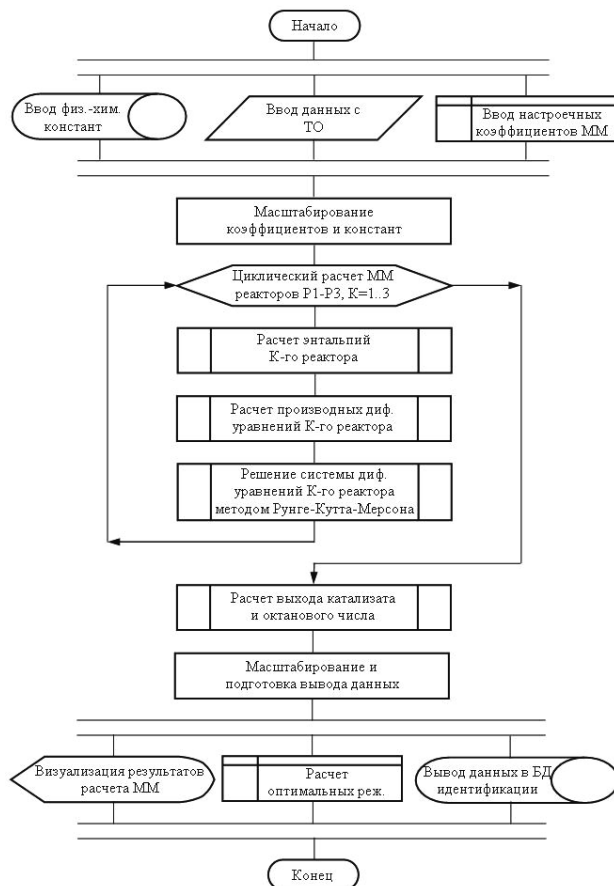 Начало
Ввод физ.-хим.
констант
Ввод данных с
ТО
Ввод настроечных
коэффициентов ММ
Масштабирование
коэффициентов и констант
Циклический расчет ММ
реакторов Р1-Р3, К=1..3
Расчет энтальпий
К-го реактора
Расчет производных диф.
уравнений К-го реактора
Решение системы диф.
уравнений К-го реактора
методом Рунге-Кутта-Мерсона
Расчет выхода катализата
и октанового числа
Масштабирование и
подготовка вывода данных
Визуализация результатов
расчета ММ
Расчет
оптимальных реж.
Вывод данных в БД
идентификации
Конец